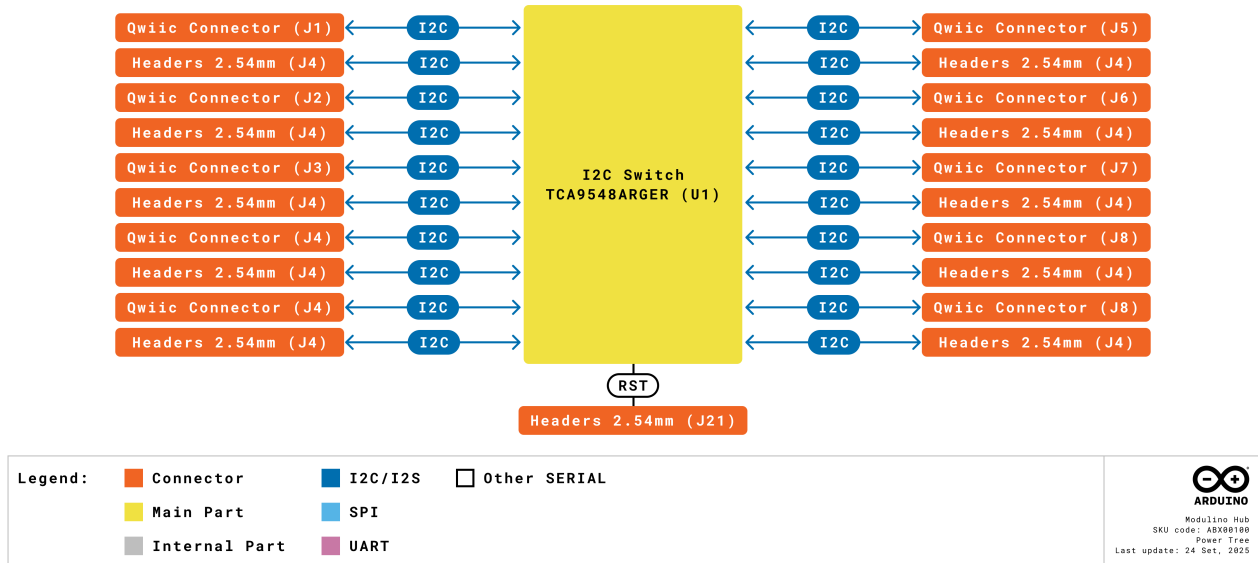 Qwiic Connector (J1) I2C I2C Qwiic Connector (J5)
Headers 2.54mm (J4) I2C I2C Headers 2.54mm (J4)
Qwiic Connector (J2) I2C I2C Qwiic Connector (J6)
Headers 2.54mm (J4) I2C I2C Headers 2.54mm (J4)
Qwiic Connector (J3) I2C I2C Qwiic Connector (J7)
I2C Switch
TCA9548ARGER (U1)
Headers 2.54mm (J4) I2C I2C Headers 2.54mm (J4)
Qwiic Connector (J4) I2C I2C Qwiic Connector (J8)
Headers 2.54mm (J4) I2C I2C Headers 2.54mm (J4)
Qwiic Connector (J4) I2C I2C Qwiic Connector (J8)
Headers 2.54mm (J4) I2C I2C Headers 2.54mm (J4)
RST
Headers 2.54mm (J21)
Legend: Connector I2C/I2S Other SERIAL
Main Part SPI
Internal Part UART
ARDUINO
Modulino Hub
SKU code: ABX00100
Power Tree
Last update: 24 Set, 2025